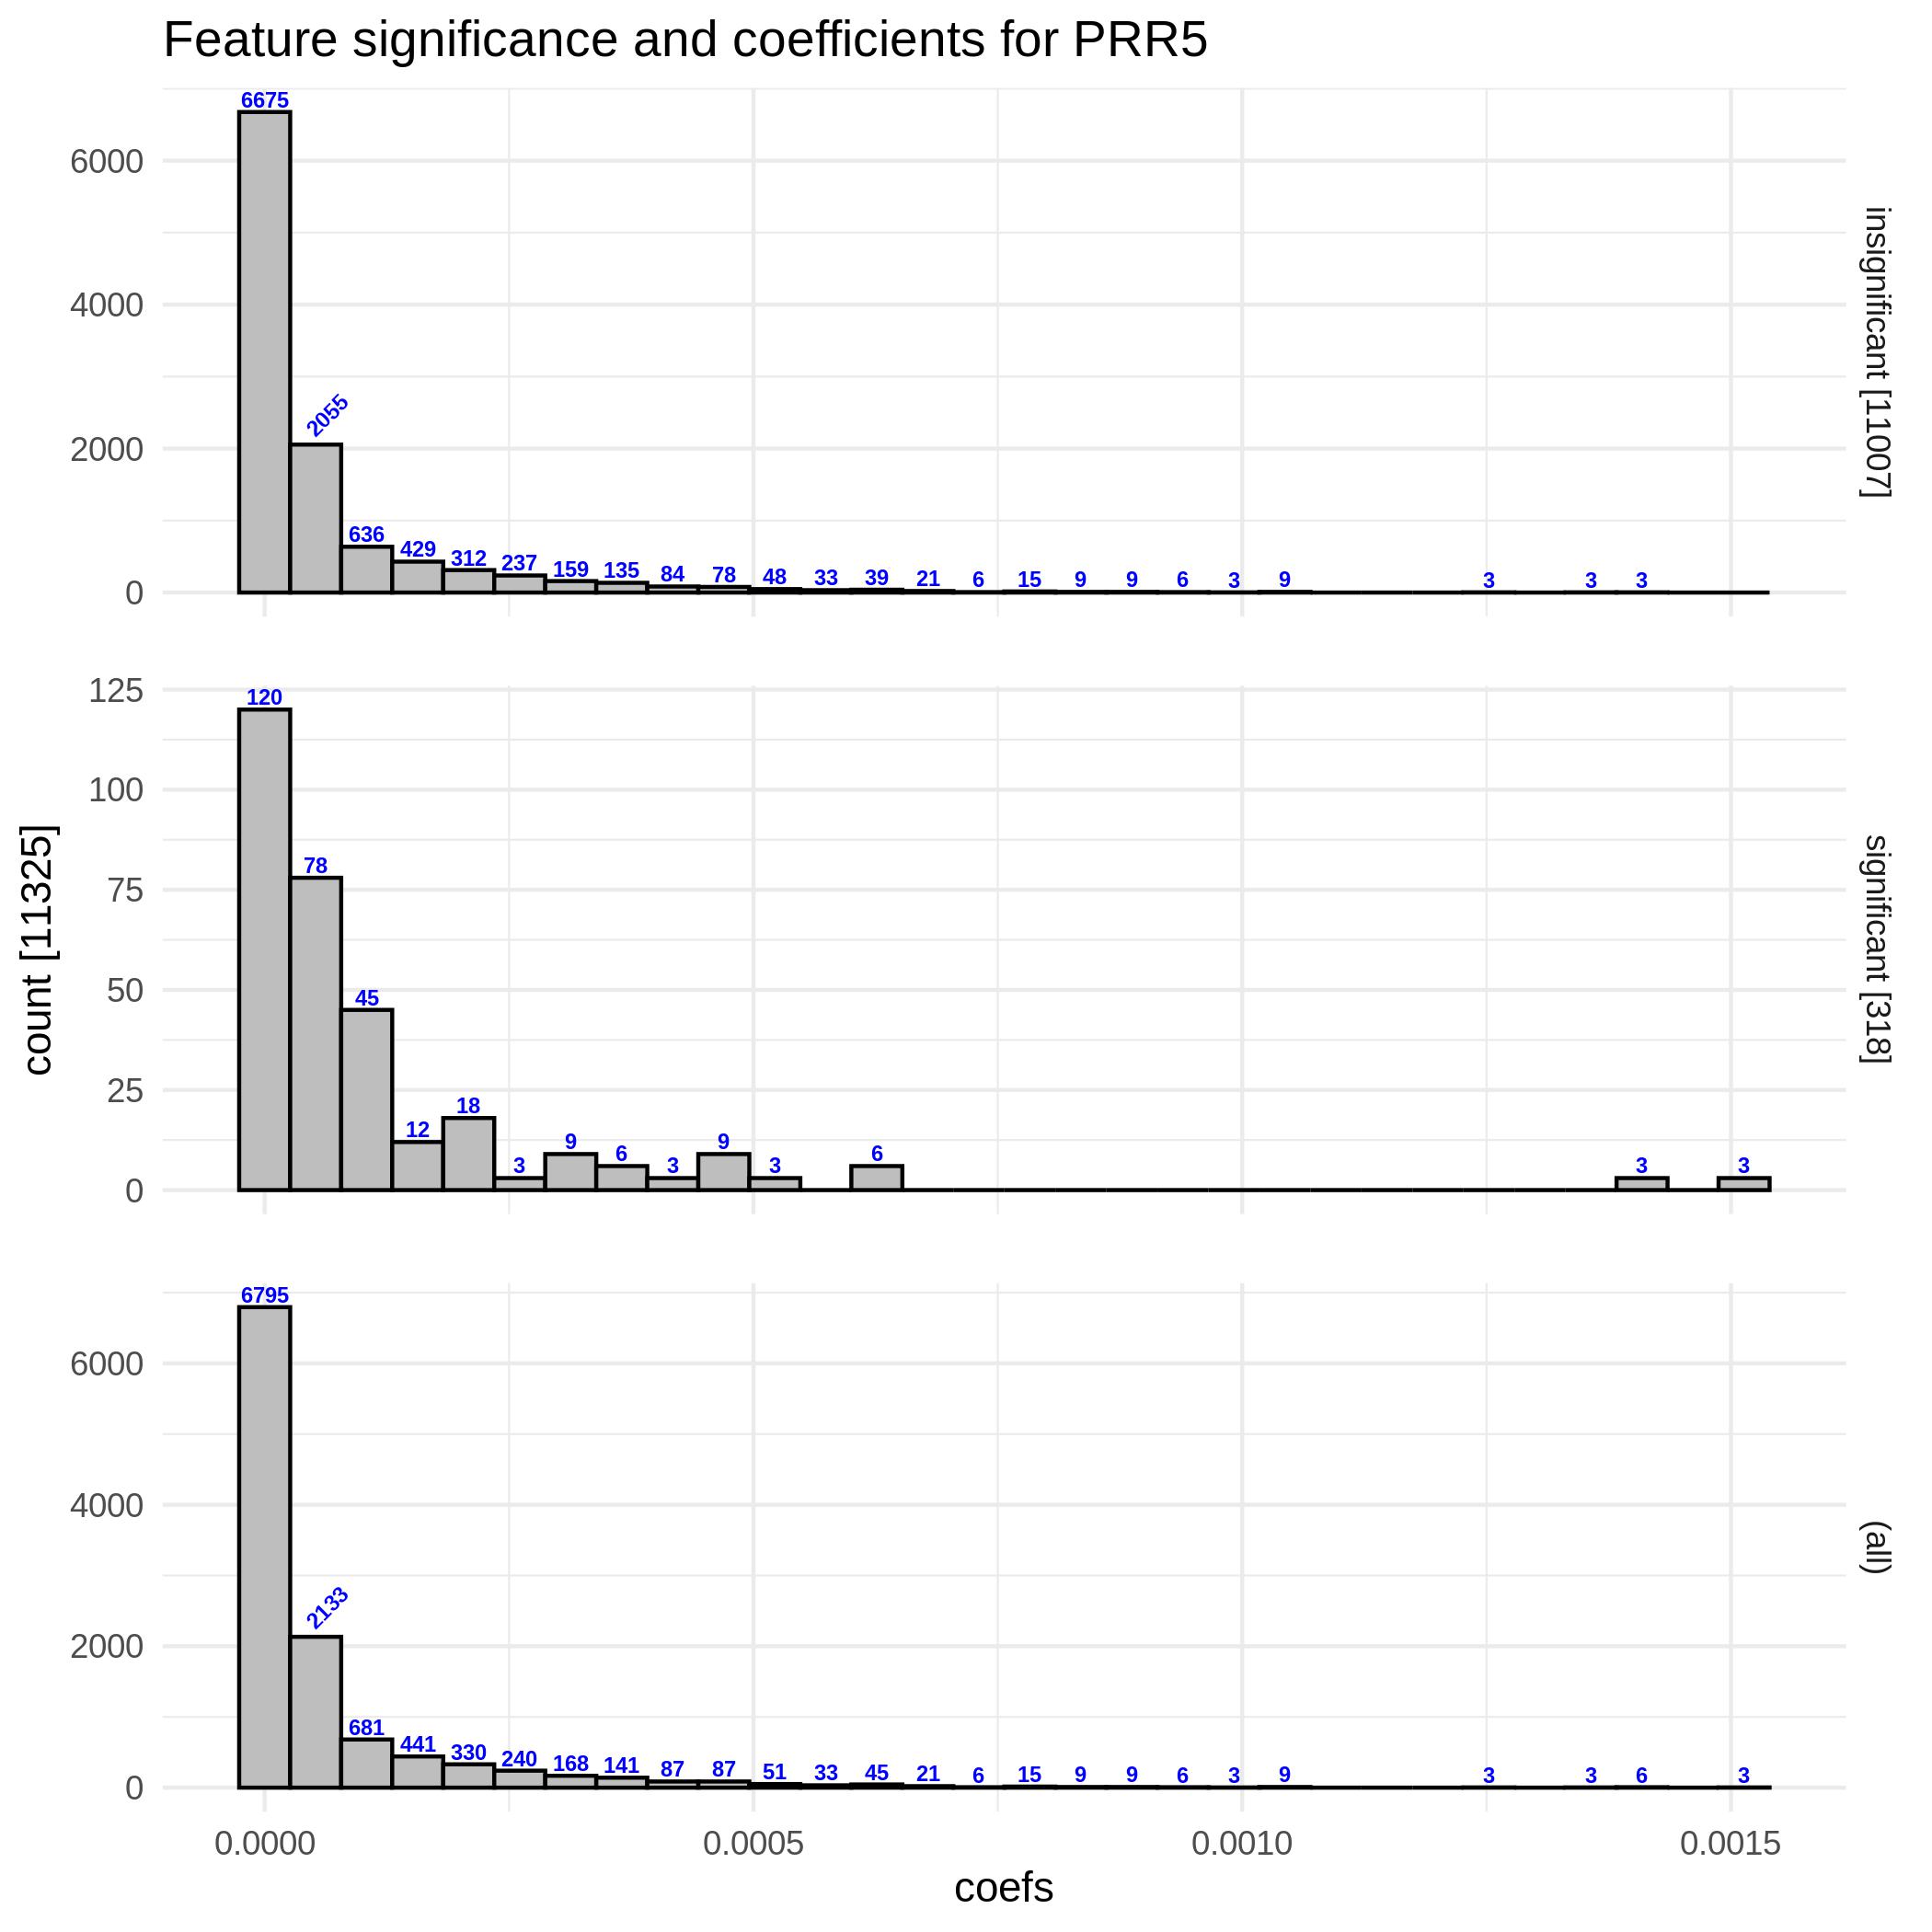 Feature significance and coefficients for PRR5
6675
2055
636 429 312 237 159 135 84 78 48 33 39 21 6 15 9 9 6 3 9 3 3 3
6000
4000
2000
0
insignificant [11007]
120
78
45
12 18 3 9 6 3 9 3 6 3 3
125
100
75
50
25
0
significant [318]
count [11325]
6795
2133
681 441 330 240 168 141 87 87 51 33 45 21 6 15 9 9 6 3 9 3 3 6 3
6000
4000
2000
0
(all)
0.0000 0.0005 0.0010 0.0015
coefs